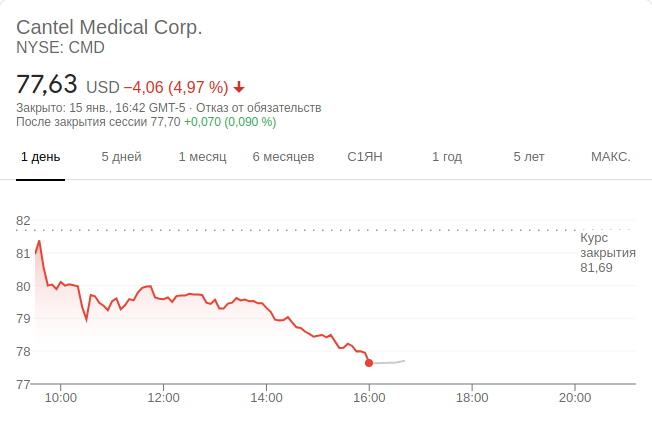 Cantel Medical Corp.
NYSE: CMD
77,63 USD −4,06 (4,97 %)
Закрыто: 15 янв., 16:42 GMT-5 · Отказ от обязательств
После закрытия сессии 77,70 +0,070 (0,090 %)
1 день 5 дней 1 месяц 6 месяцев С1ЯН 1 год 5 лет МАКС.
82
Курс
81 закрытия
81,69
80
79
78
77
10:00 12:00 14:00 16:00 18:00 20:00